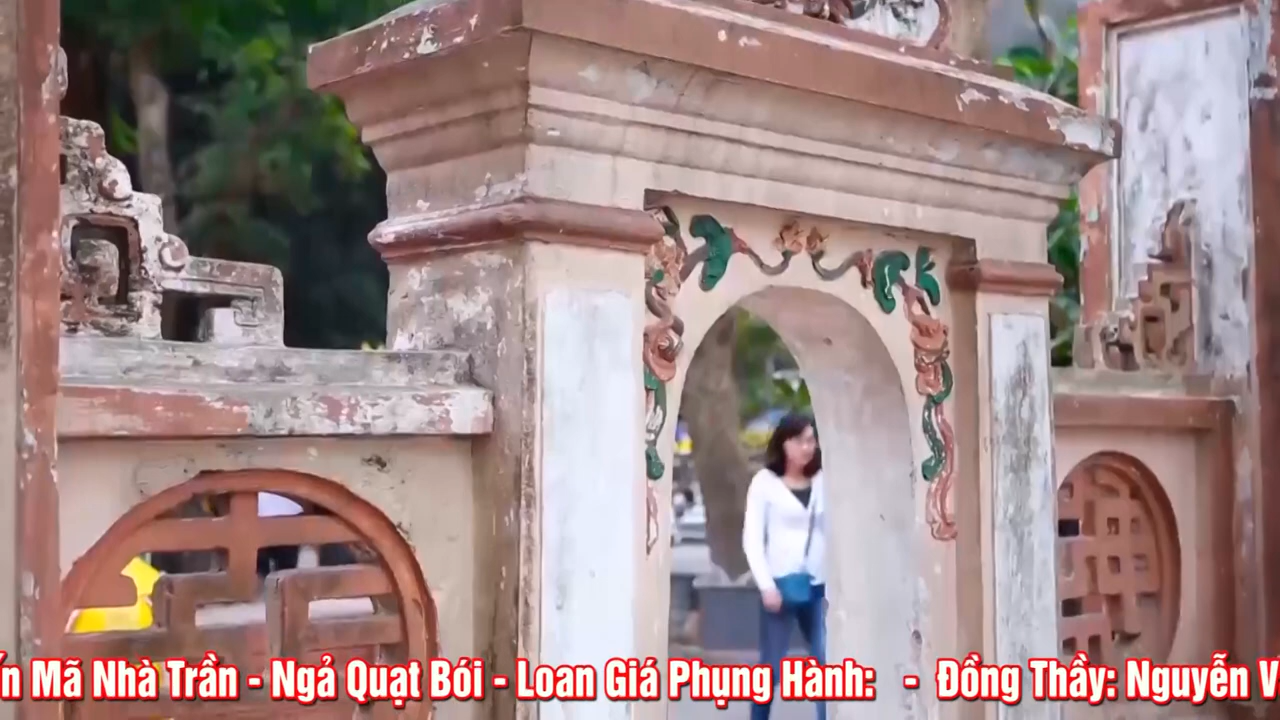 Mã Nhà Trần - Ngả Quạt Bói - Loan Giá Phụng Hành:   -  Đồng Thầy: Nguyễn